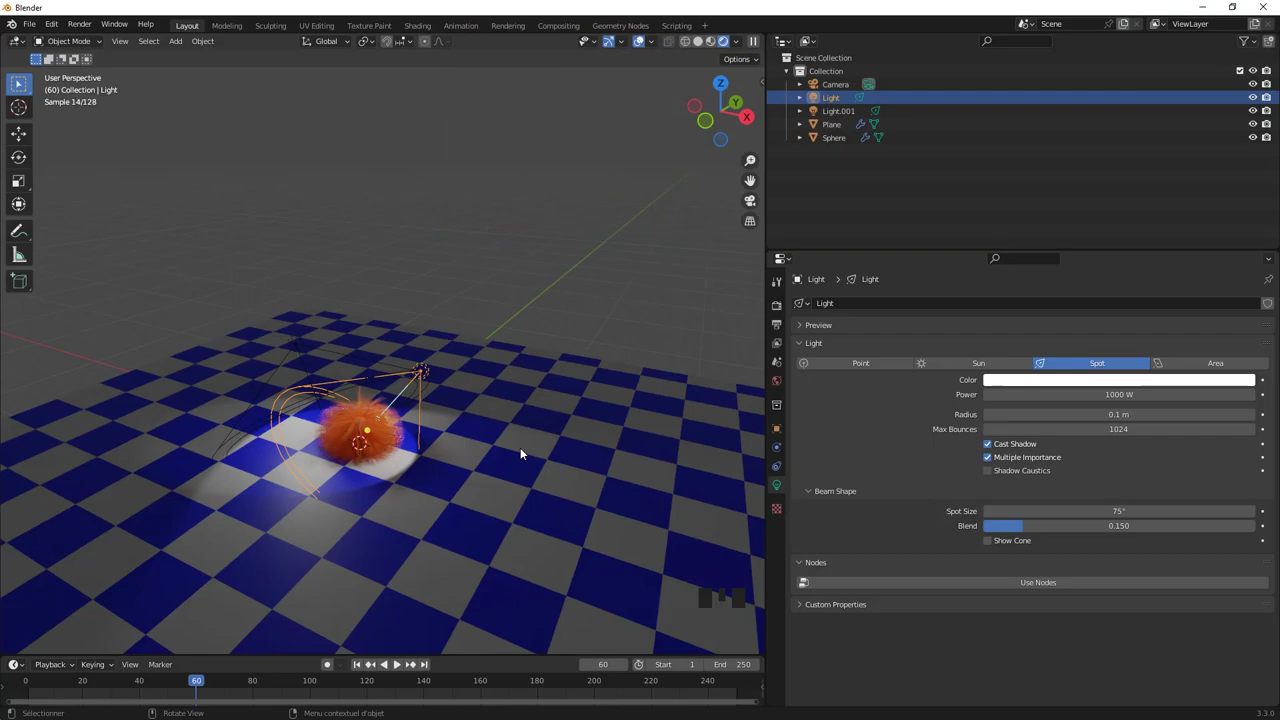 Blender
File Edit Render Window Help Layout Modeling Sculpting UV Editing Texture Paint Shading Animation Rendering Compositing Geometry Nodes Scripting + Scene ViewLayer
Object Mode View Select Add Object Global
Options
User Perspective
(60) Collection | Light
Sample 14/128
Z
Y
X
Scene Collection
Collection
Camera
Light
Light.001
Plane
Sphere
Light Light
Light
Preview
Light
Point Sun Spot Area
Color
Power 1000 W
Radius 0.1 m
Max Bounces 1024
Cast Shadow
Multiple Importance
Shadow Caustics
Beam Shape
Spot Size 75°
Blend 0.150
Show Cone
Nodes
Use Nodes
Custom Properties
Playback Keying View Marker 60 Start 1 End 250
0 20 40 60 80 100 120 140 160 180 200 220 240
Sélectionner Rotate View Menu contextuel d'objet 3.3.0